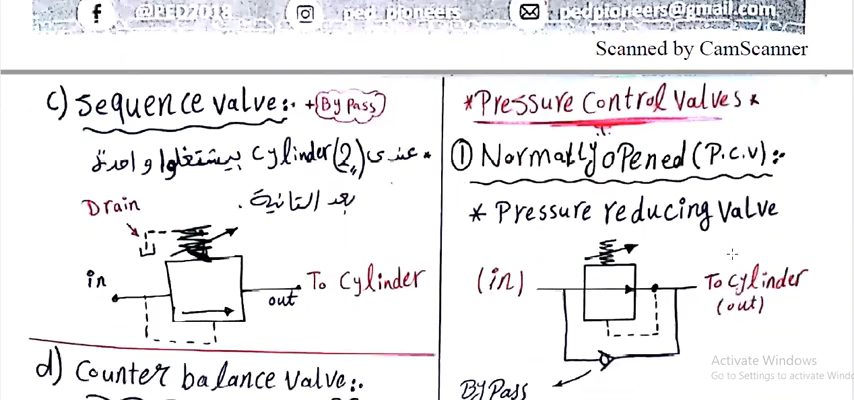 @PED2018
ped_pioneers
pedpioneers@gmail.com
Scanned by CamScanner
c) Sequence valve:. + By Pass
* عندى (2) cylinder بيشتغلوا واحدة
بعد التانية .
Drain
in
out
To Cylinder
d) Counter balance valve:.
* Pressure Control Valves *
① Normally opened (P.C.V):.
* Pressure reducing Valve
(in)
To Cylinder
(out)
By Pass
Activate Windows
Go to Settings to activate Windo